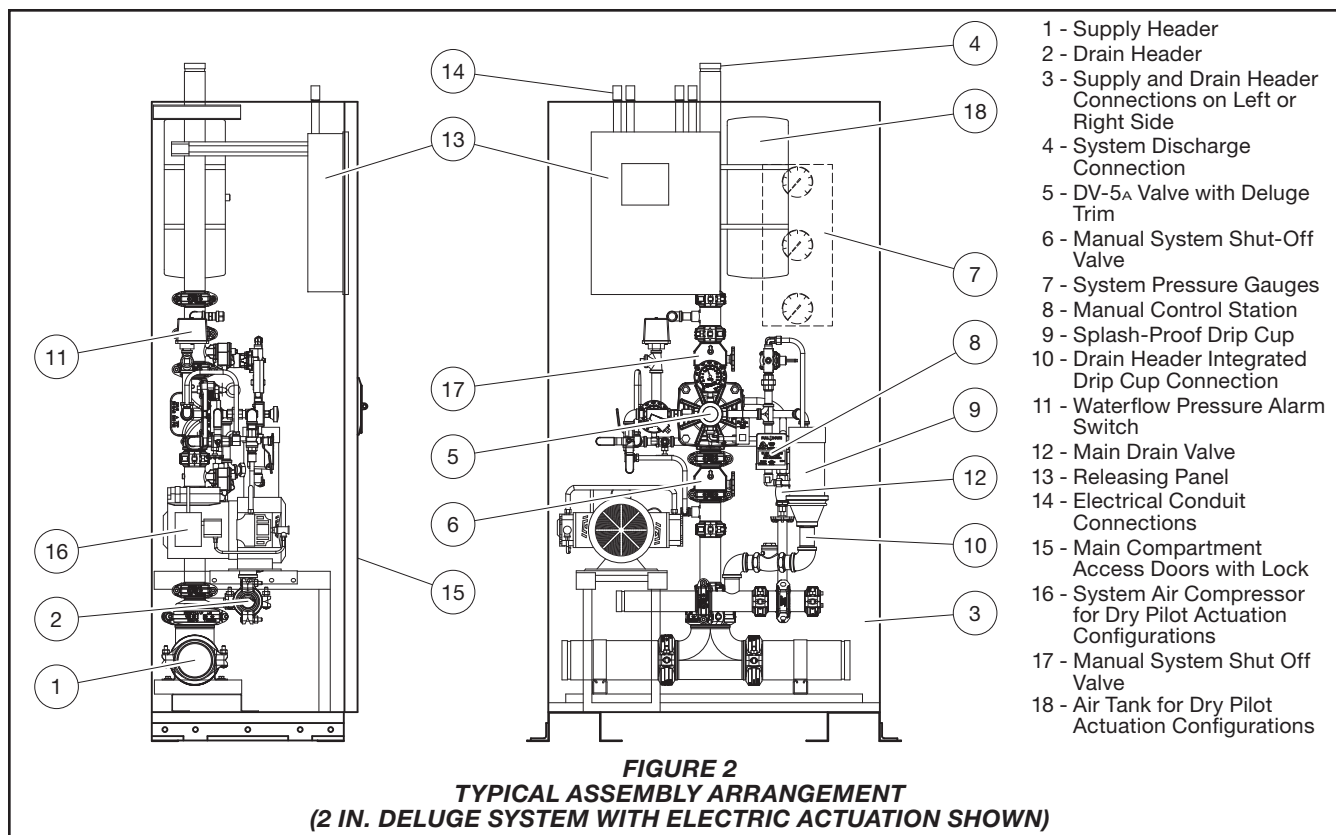 14
4
13
18
7
11
17
8
9
5
12
16
6
10
2
15
3
1
1 - Supply Header
2 - Drain Header
3 - Supply and Drain Header
Connections on Left or
Right Side
4 - System Discharge
Connection
5 - DV-5A Valve with Deluge
Trim
6 - Manual System Shut-Off
Valve
7 - System Pressure Gauges
8 - Manual Control Station
9 - Splash-Proof Drip Cup
10 - Drain Header Integrated
Drip Cup Connection
11 - Waterflow Pressure Alarm
Switch
12 - Main Drain Valve
13 - Releasing Panel
14 - Electrical Conduit
Connections
15 - Main Compartment
Access Doors with Lock
16 - System Air Compressor
for Dry Pilot Actuation
Configurations
17 - Manual System Shut Off
Valve
18 - Air Tank for Dry Pilot
Actuation Configurations
FIGURE 2
TYPICAL ASSEMBLY ARRANGEMENT
(2 IN. DELUGE SYSTEM WITH ELECTRIC ACTUATION SHOWN)